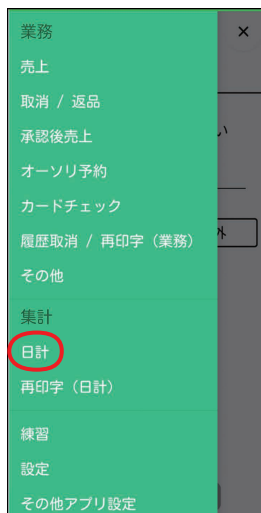 業務
×
売上
取消 / 返品
承認後売上
い
オーソリ予約
カードチェック
履歴取消 / 再印字（業務）
外
その他
集計
日計
再印字（日計）
練習
設定
その他アプリ設定